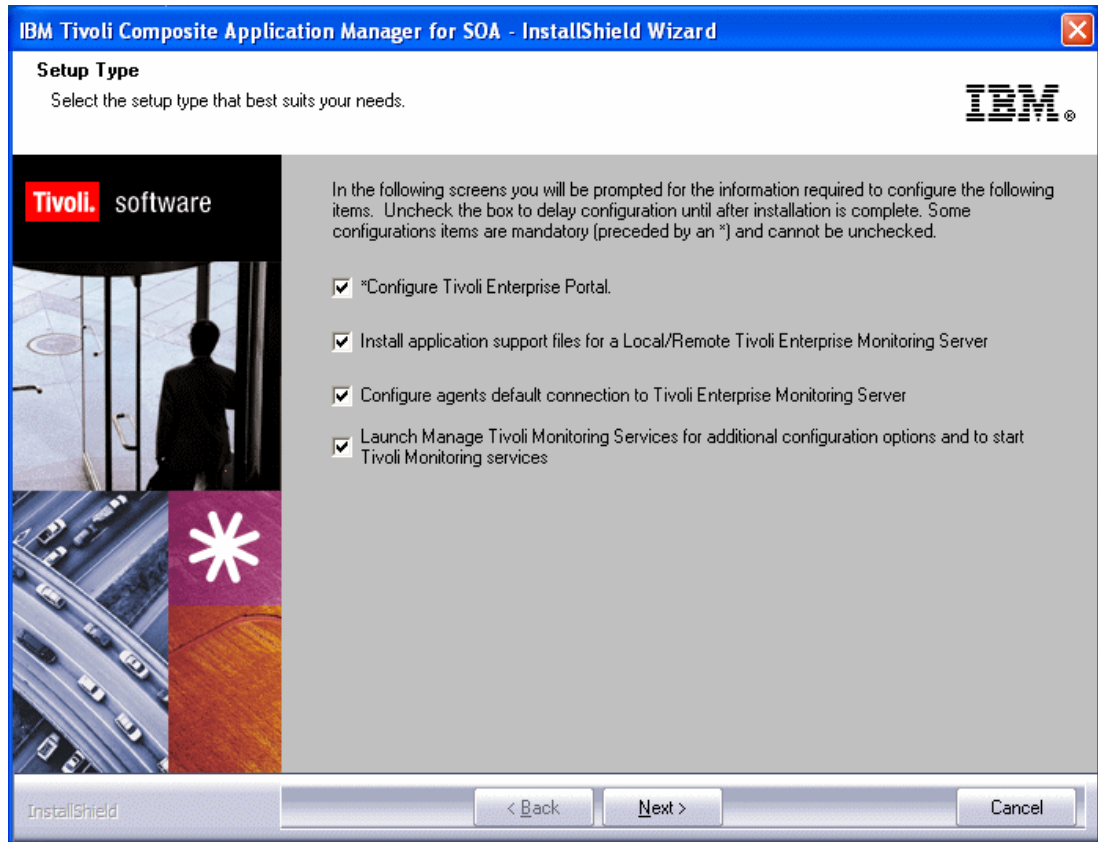 IBM Tivoli Composite Application Manager for SOA - InstallShield Wizard
Setup Type
Select the setup type that best suits your needs.
IBM®
Tivoli. software
In the following screens you will be prompted for the information required to configure the following
items. Uncheck the box to delay configuration until after installation is complete. Some
configurations items are mandatory (preceded by an *) and cannot be unchecked.
*Configure Tivoli Enterprise Portal.
Install application support files for a Local/Remote Tivoli Enterprise Monitoring Server
Configure agents default connection to Tivoli Enterprise Monitoring Server
Launch Manage Tivoli Monitoring Services for additional configuration options and to start
Tivoli Monitoring services
InstallShield
< Back
Next >
Cancel